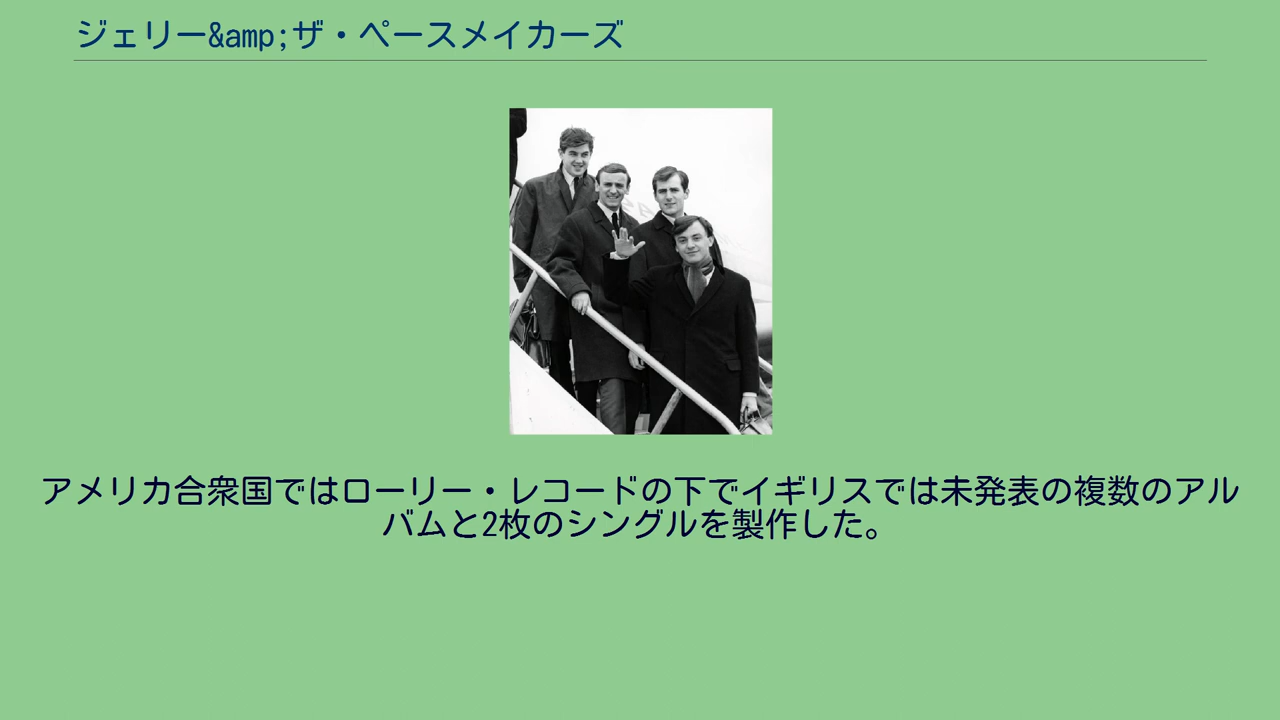 ジェリー&amp;ザ・ペースメイカーズ
アメリカ合衆国ではローリー・レコードの下でイギリスでは未発表の複数のアル
バムと2枚のシングルを製作した。